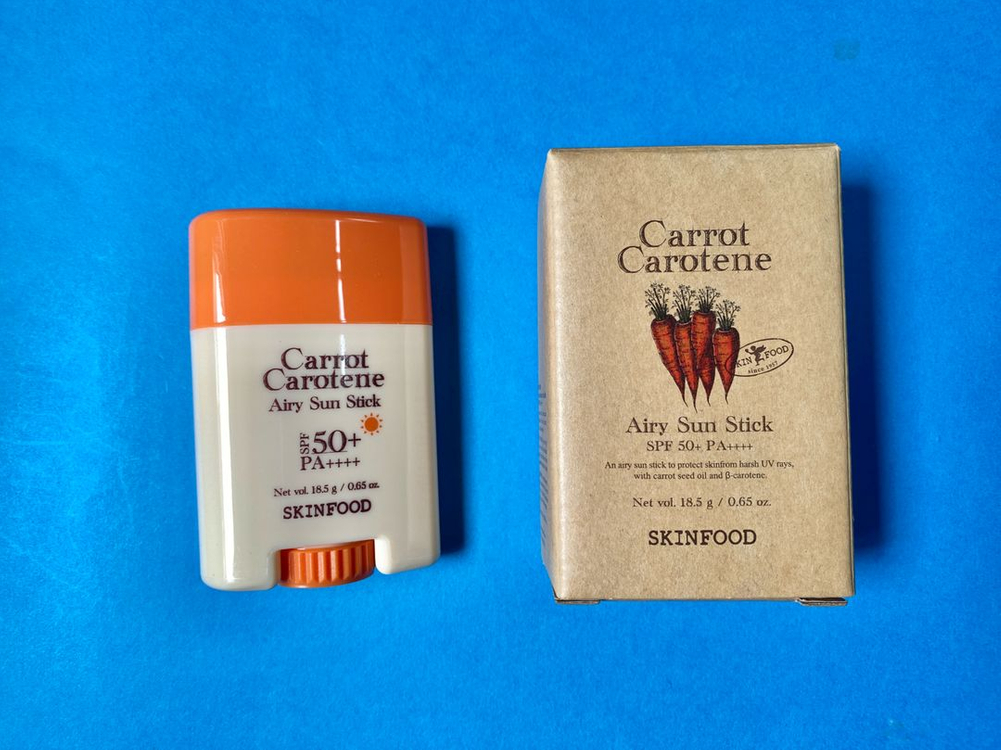 Carrot
Carotene
Airy Sun Stick
SPF 50+
PA++++
Net vol. 18.5 g / 0.65 oz.
SKINFOOD
Carrot
Carotene
SKIN FOOD
since 1957
Airy Sun Stick
SPF 50+ PA++++
An airy sun stick to protect skinfrom harsh UV rays,
with carrot seed oil and β-carotene.
Net vol. 18.5 g / 0.65 oz.
SKINFOOD